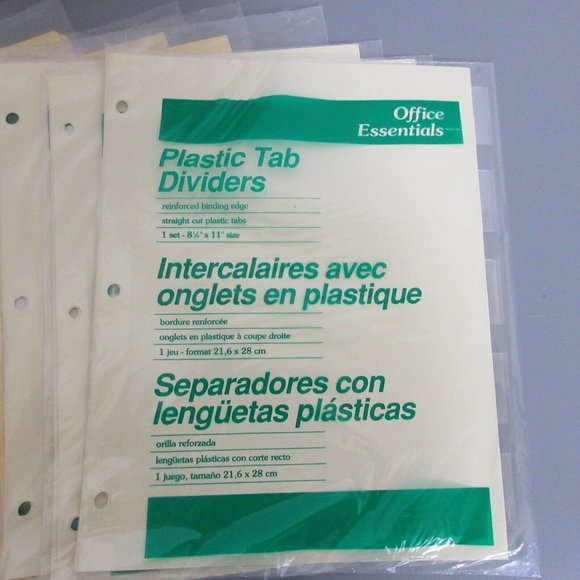 Office
Essentials
Plastic Tab
Dividers
reinforced binding edge
straight cut plastic tabs
1 set - 8½" x 11" size
Intercalaires avec
onglets en plastique
bordure renforcée
onglets en plastique à coupe droite
1 jeu - format 21,6 x 28 cm
Separadores con
lengüetas plásticas
orilla reforzada
lengüetas plásticas con corte recto
1 juego, tamaño 21,6 x 28 cm